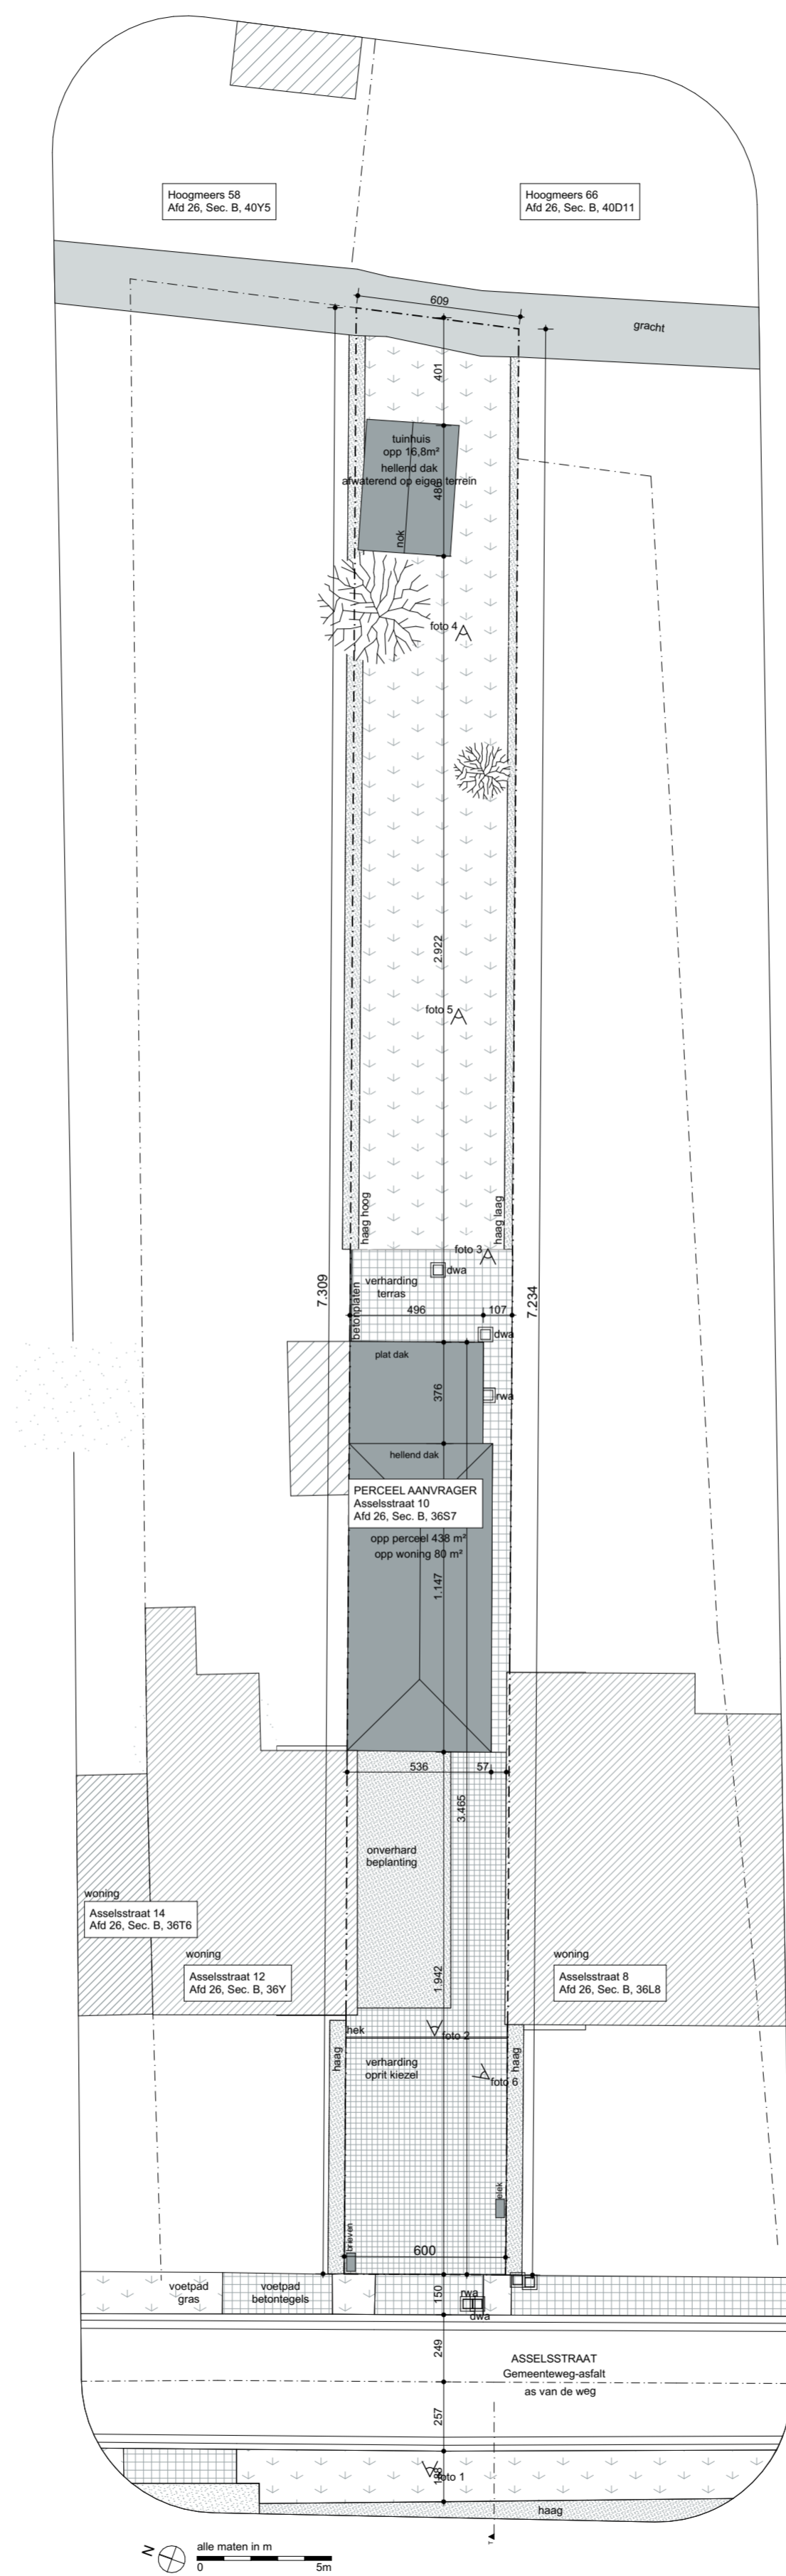 Hoogmeers 58
Afd 26, Sec. B, 40Y5
Hoogmeers 66
Afd 26, Sec. B, 40D11
609
gracht
401
tuinhuis
opp 16,8m²
hellend dak
afwaterend op eigen terrein
486
nok
foto 4
2.922
foto 5
haag hoog
haag laag
foto 3
dwa
verharding
terras
betonplaten
7.309
7.234
496
107
dwa
plat dak
376
rwa
hellend dak
PERCEEL AANVRAGER
Asselsstraat 10
Afd 26, Sec. B, 36S7
opp perceel 438 m²
opp woning 80 m²
1.147
536
57
3.465
onverhard
beplanting
woning
Asselsstraat 14
Afd 26, Sec. B, 36T6
woning
Asselsstraat 12
Afd 26, Sec. B, 36Y
woning
Asselsstraat 8
Afd 26, Sec. B, 36L8
1.942
hek
foto 2
haag
haag
verharding
oprit kiezel
foto 6
elek
brieven
600
voetpad
gras
voetpad
betontegels
150
rwa
dwa
249
ASSELSSTRAAT
Gemeenteweg-asfalt
as van de weg
257
foto 1
188
haag
N
alle maten in m
0
5m